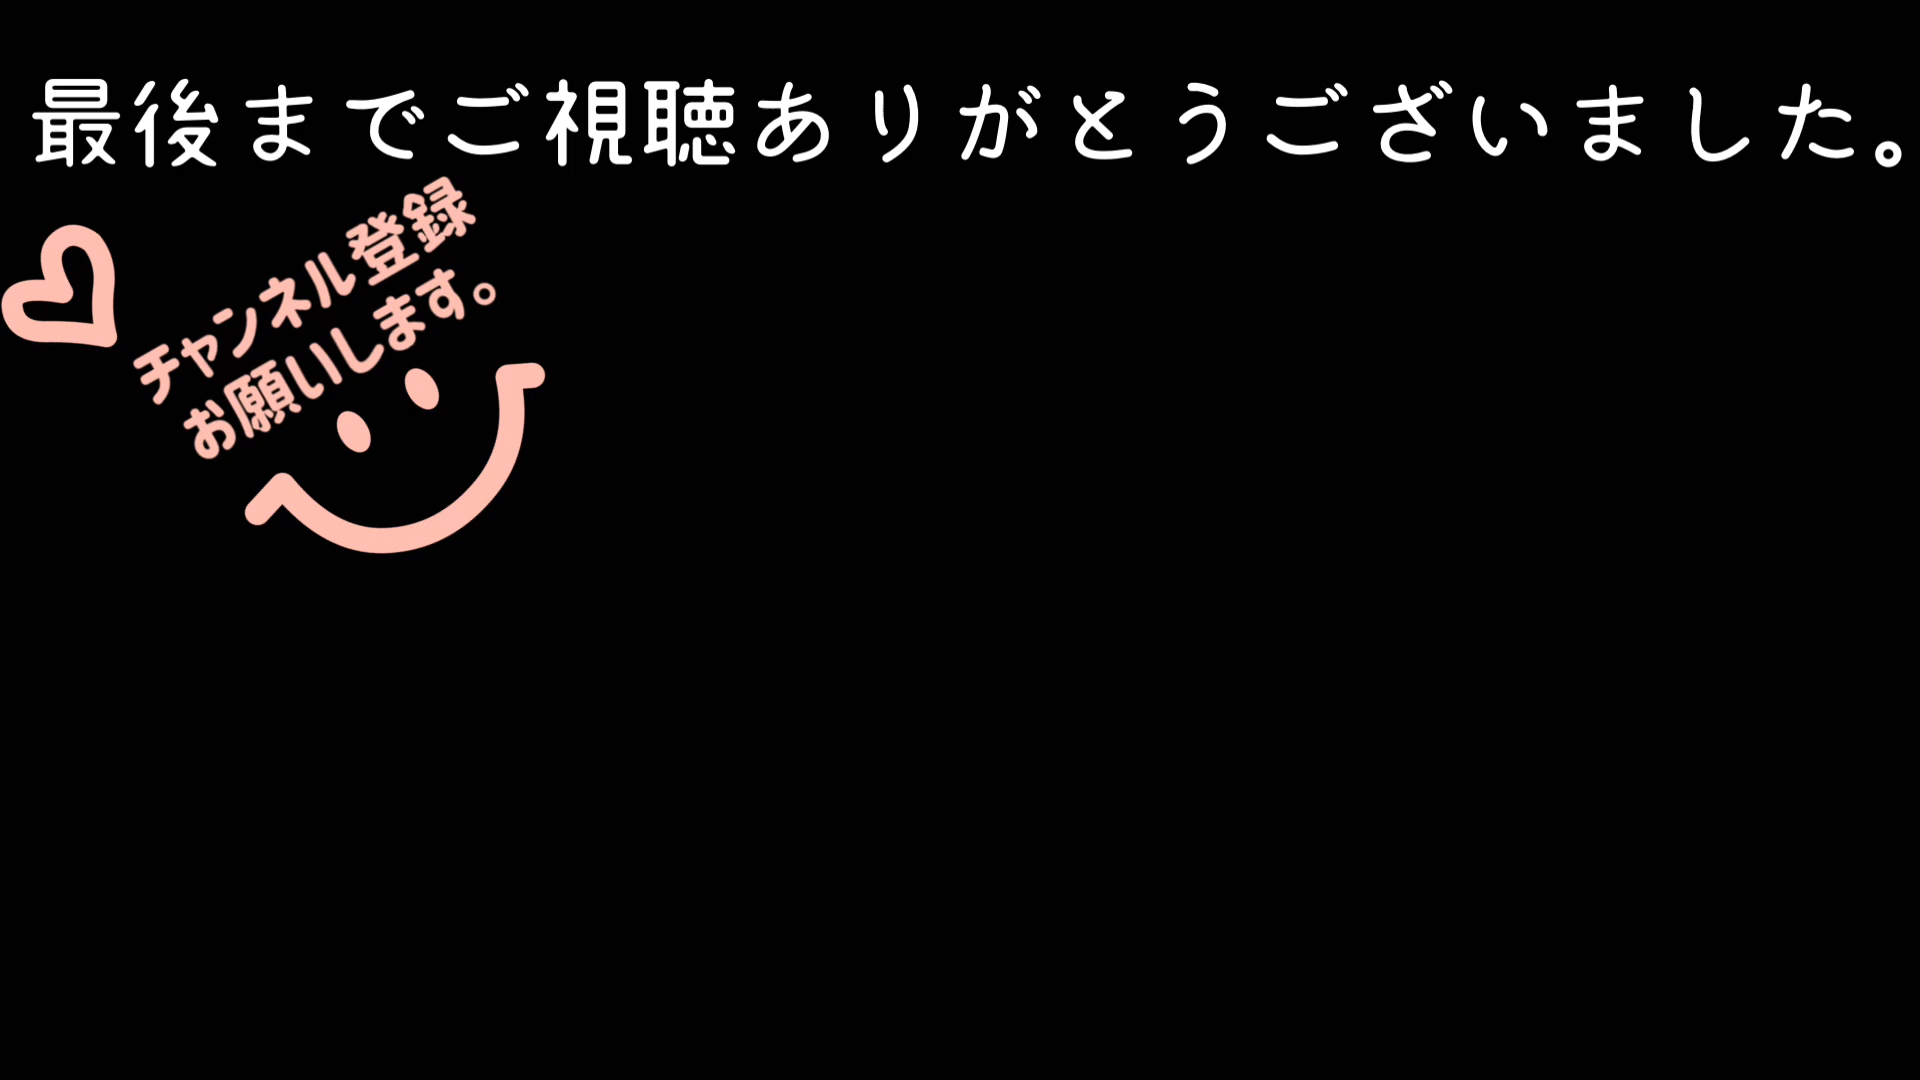 最後までご視聴ありがとうございました。
チャンネル登録
お願いします。